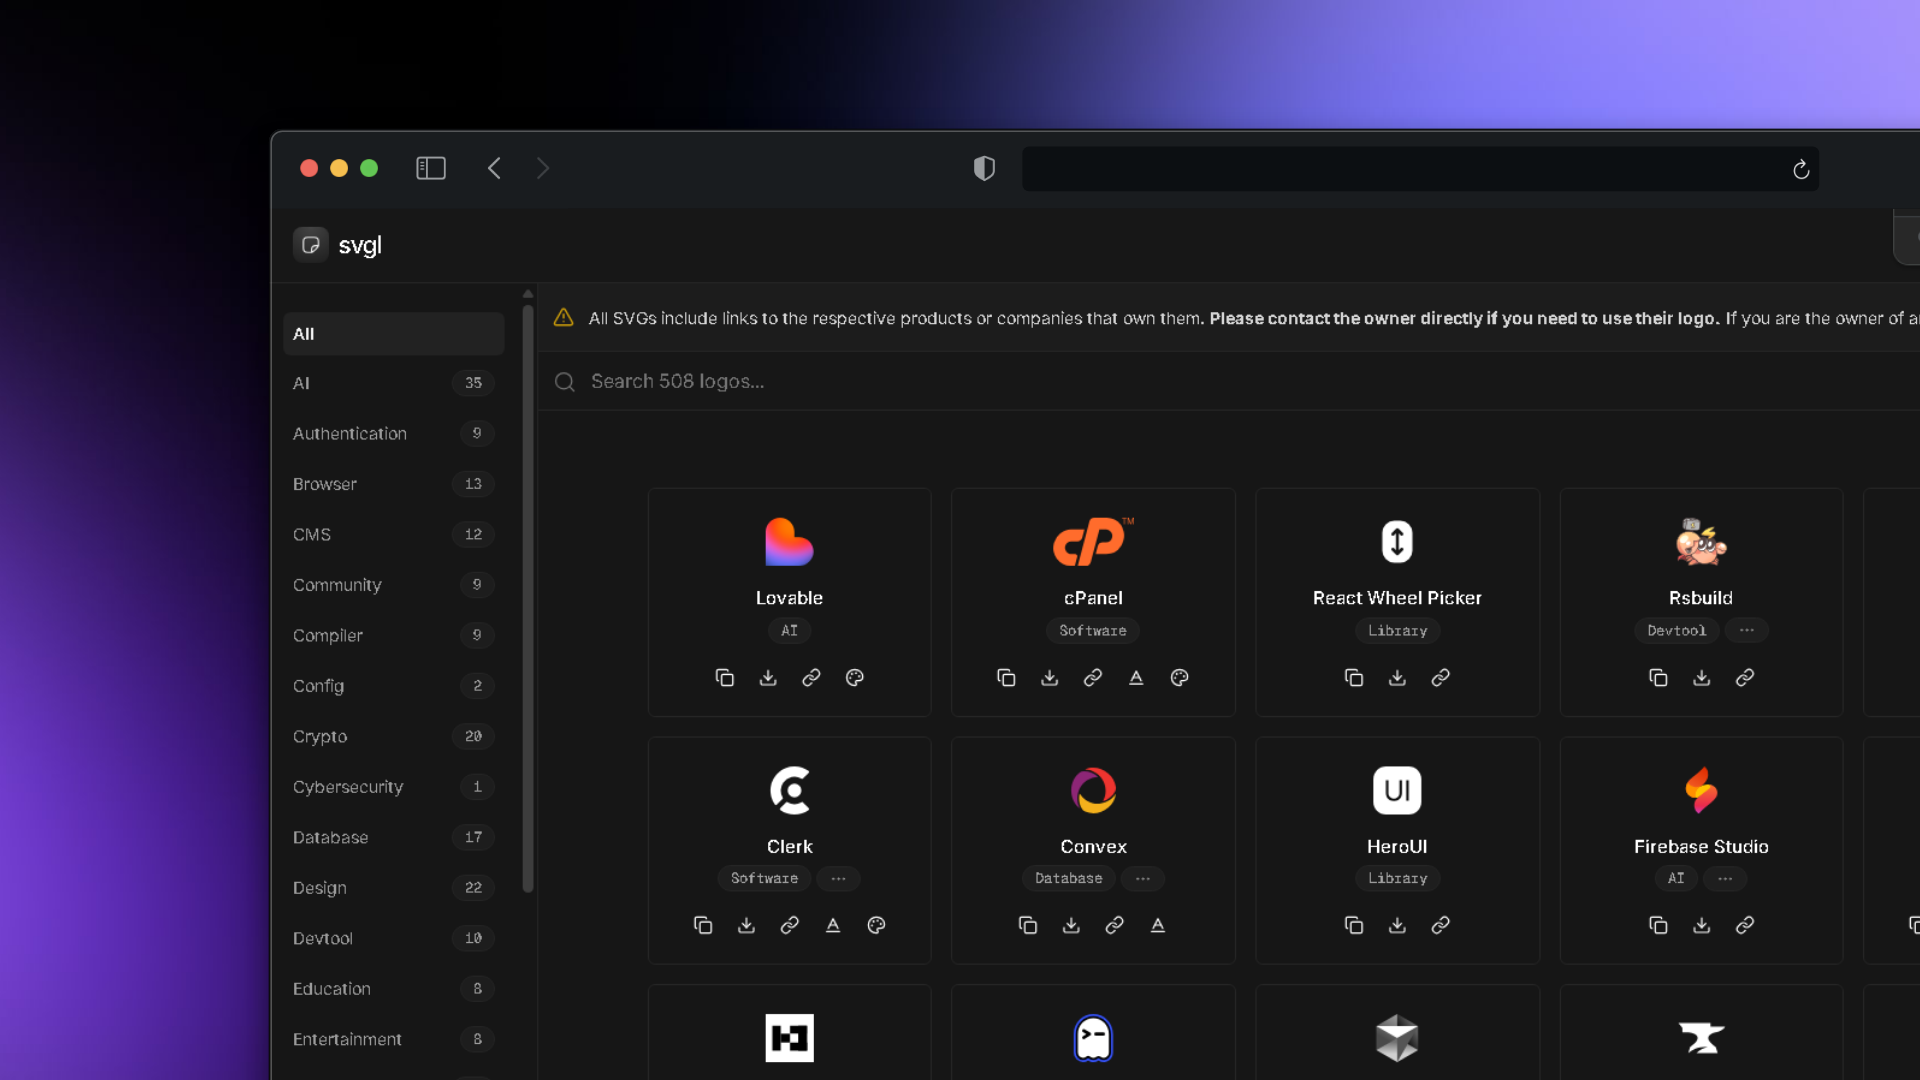 svgl
All SVGs include links to the respective products or companies that own them. Please contact the owner directly if you need to use their logo. If you are the owner of
Search 508 logos...
All
AI 35
Authentication 9
Browser 13
CMS 12
Community 9
Compiler 9
Config 2
Crypto 20
Cybersecurity 1
Database 17
Design 22
Devtool 10
Education 8
Entertainment 8
cP™
Lovable
AI
cPanel
Software
React Wheel Picker
Library
Rsbuild
Devtool ...
UI
Clerk
Software ...
Convex
Database ...
HeroUI
Library
Firebase Studio
AI ...